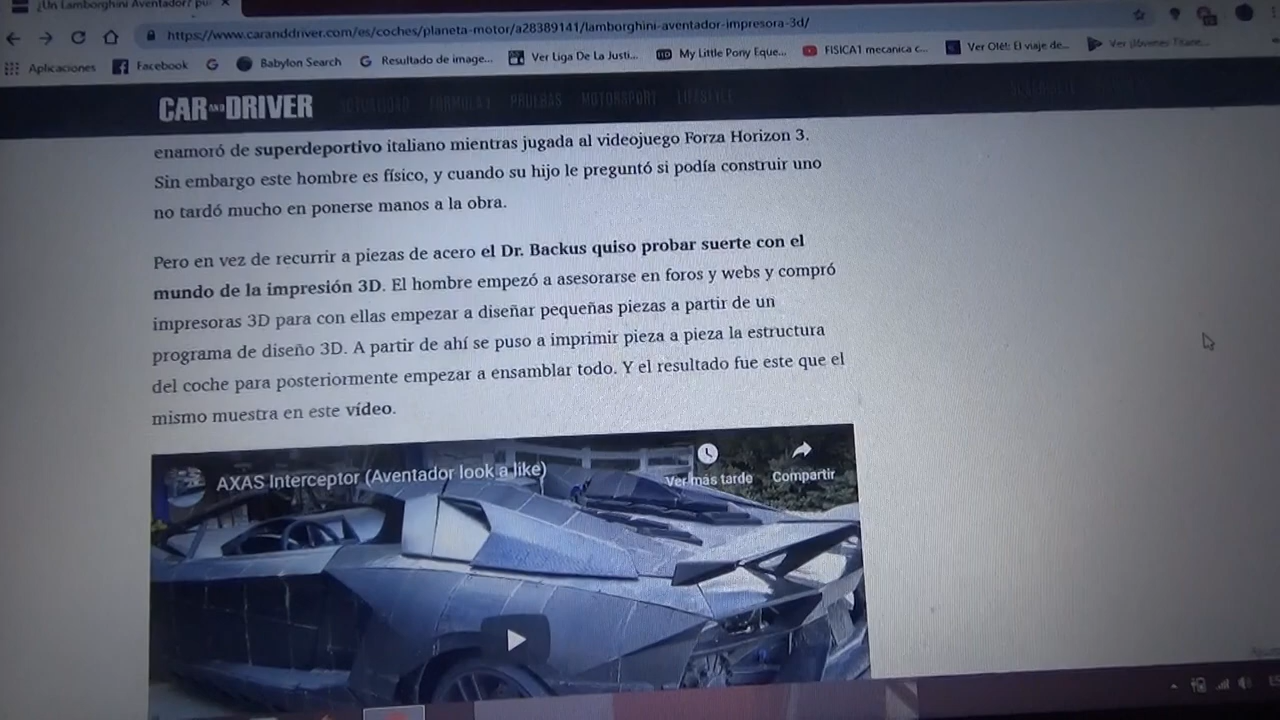 ¿Un Lamborghini Aventador? pu
https://www.caranddriver.com/es/coches/planeta-motor/a28389141/lamborghini-aventador-impresora-3d/
Aplicaciones Facebook Babylon Search Resultado de image... Ver Liga De La Justi... My Little Pony Eque... FISICA1 mecanica c... Ver Olé!: El viaje de... Ver Jóvenes Titane...
CAR AND DRIVER ACTUALIDAD FORMULA 1 PRUEBAS MOTORSPORT LIFESTYLE
enamoró de superdeportivo italiano mientras jugada al videojuego Forza Horizon 3.
Sin embargo este hombre es físico, y cuando su hijo le preguntó si podía construir uno
no tardó mucho en ponerse manos a la obra.
Pero en vez de recurrir a piezas de acero el Dr. Backus quiso probar suerte con el
mundo de la impresión 3D. El hombre empezó a asesorarse en foros y webs y compró
impresoras 3D para con ellas empezar a diseñar pequeñas piezas a partir de un
programa de diseño 3D. A partir de ahí se puso a imprimir pieza a pieza la estructura
del coche para posteriormente empezar a ensamblar todo. Y el resultado fue este que el
mismo muestra en este vídeo.
AXAS Interceptor (Aventador look a like)
Ver más tarde Compartir